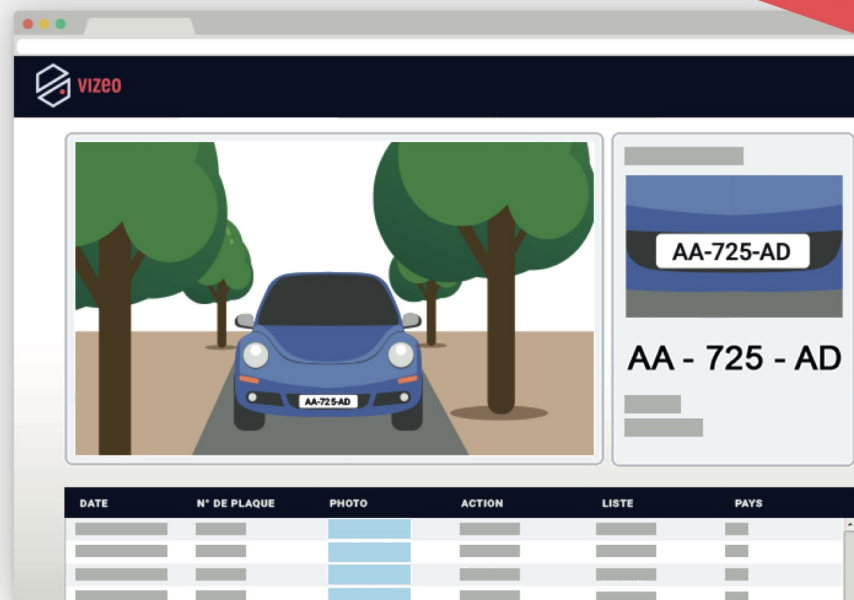 vizeo
AA-725-AD
AA-725-AD
AA - 725 - AD
DATE N° DE PLAQUE PHOTO ACTION LISTE PAYS